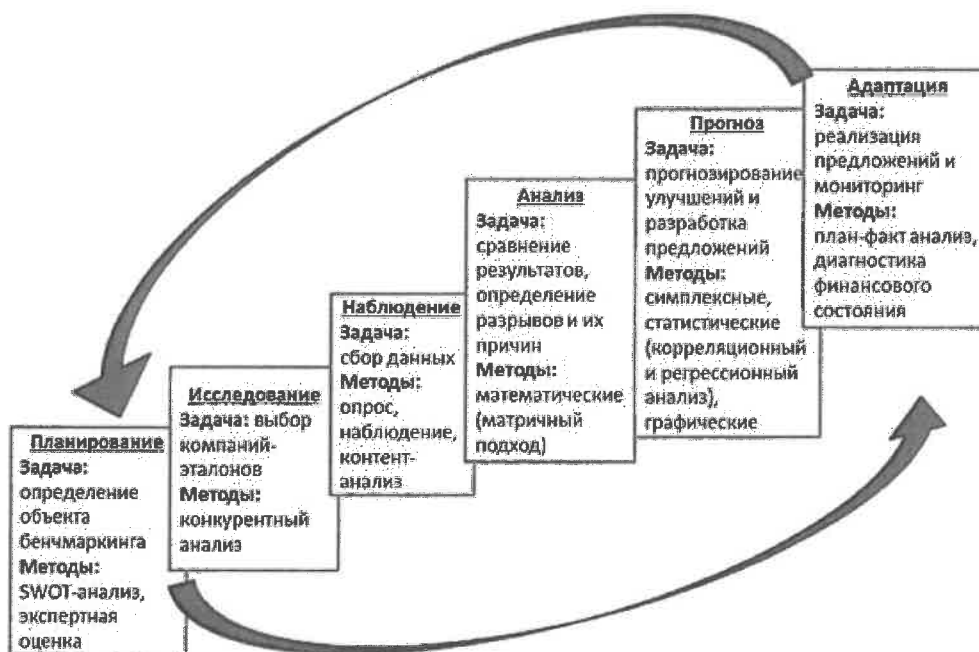 Планирование
Задача:
определение
объекта
бенчмаркинга
Методы:
SWOT-анализ,
экспертная
оценка
Исследование
Задача: выбор
компаний-
эталонов
Методы:
конкурентный
анализ
Наблюдение
Задача:
сбор данных
Методы:
опрос,
наблюдение,
контент-
анализ
Анализ
Задача:
сравнение
результатов,
определение
разрывов и их
причин
Методы:
математические
(матричный
подход)
Прогноз
Задача:
прогнозирование
улучшений и
разработка
предложений
Методы:
симплексные,
статистические
(корреляционный
и регрессионный
анализ),
графические
Адаптация
Задача:
реализация
предложений и
мониторинг
Методы:
план-факт анализ,
диагностика
финансового
состояния